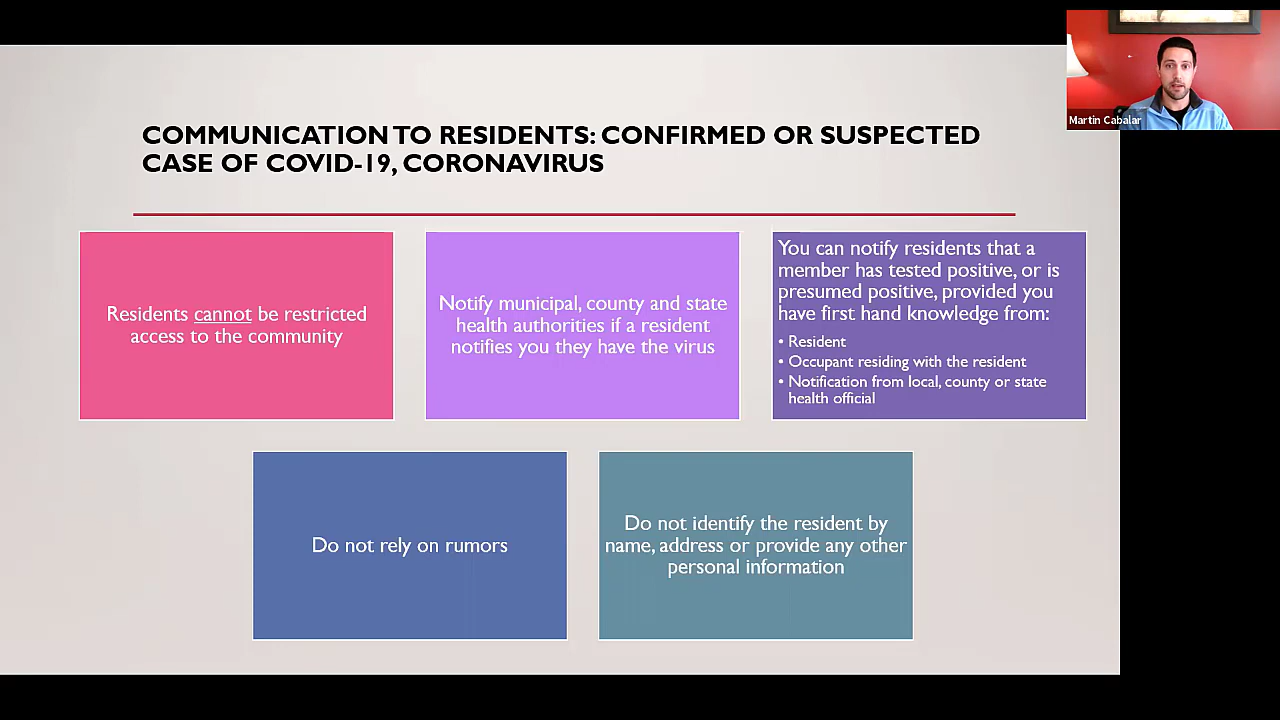 Martin Cabalar
COMMUNICATION TO RESIDENTS: CONFIRMED OR SUSPECTED
CASE OF COVID-19, CORONAVIRUS
Residents cannot be restricted
access to the community
Notify municipal, county and state
health authorities if a resident
notifies you they have the virus
You can notify residents that a
member has tested positive, or is
presumed positive, provided you
have first hand knowledge from:
• Resident
• Occupant residing with the resident
• Notification from local, county or state
health official
Do not rely on rumors
Do not identify the resident by
name, address or provide any other
personal information